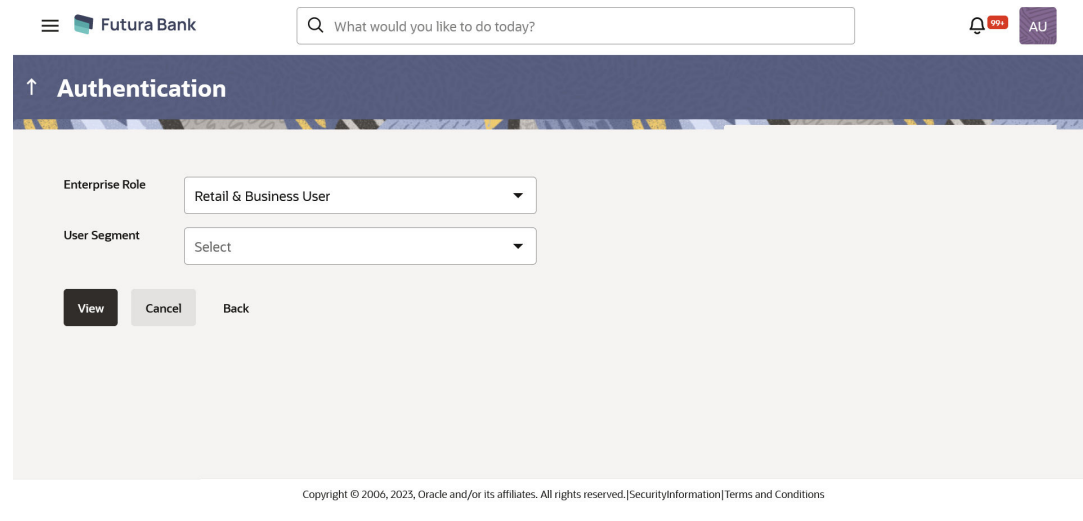 Futura Bank
What would you like to do today?
99+
AU
Authentication
Enterprise Role
Retail & Business User
User Segment
Select
View Cancel Back
Copyright © 2006, 2023, Oracle and/or its affiliates. All rights reserved.|SecurityInformation|Terms and Conditions